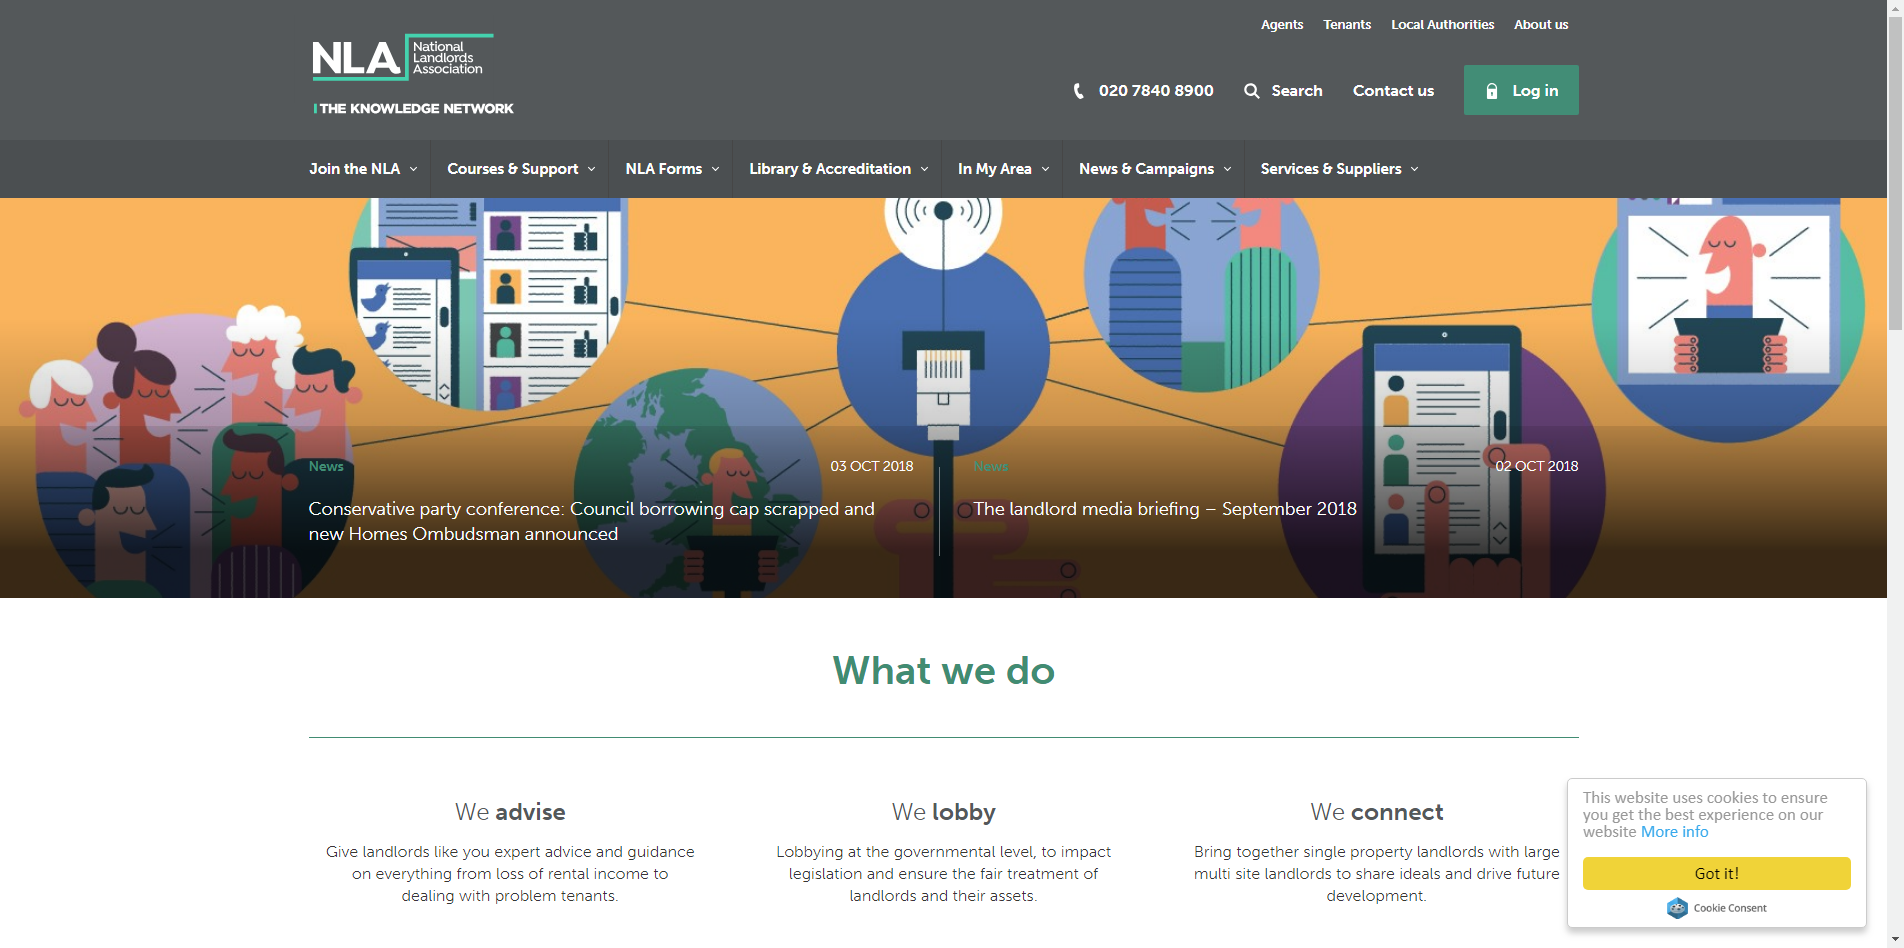 Agents Tenants Local Authorities About us
NLA National
Landlords
Association
THE KNOWLEDGE NETWORK
020 7840 8900 Search Contact us Log in
Join the NLA Courses & Support NLA Forms Library & Accreditation In My Area News & Campaigns Services & Suppliers
News 03 OCT 2018
Conservative party conference: Council borrowing cap scrapped and
new Homes Ombudsman announced
News 02 OCT 2018
The landlord media briefing – September 2018
What we do
We advise
Give landlords like you expert advice and guidance
on everything from loss of rental income to
dealing with problem tenants.
We lobby
Lobbying at the governmental level, to impact
legislation and ensure the fair treatment of
landlords and their assets.
We connect
Bring together single property landlords with large
multi site landlords to share ideals and drive future
development.
This website uses cookies to ensure
you get the best experience on our
website More info
Got it!
Cookie Consent